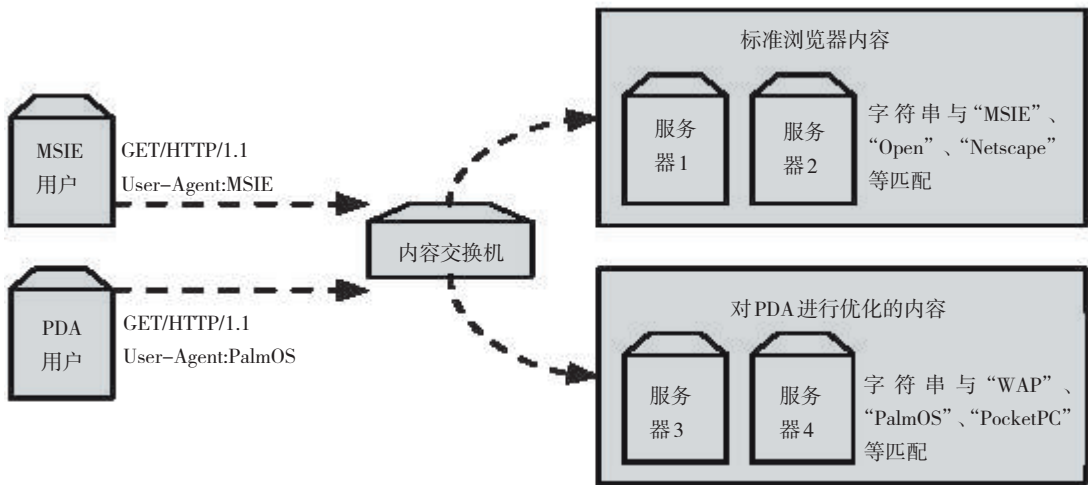 MSIE
用户
GET/HTTP/1.1
User-Agent:MSIE
PDA
用户
GET/HTTP/1.1
User-Agent:PalmOS
内容交换机
标准浏览器内容
服务
器1
服务
器2
字符串与“MSIE”、
“Open”、“Netscape”
等匹配
对PDA进行优化的内容
服务
器3
服务
器4
字符串与“WAP”、
“PalmOS”、“PocketPC”
等匹配